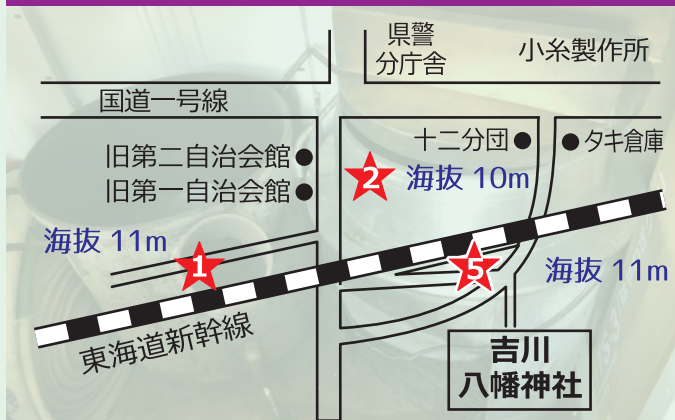 県警
分庁舎
小糸製作所
国道一号線
十二分団
タキ倉庫
旧第二自治会館
旧第一自治会館
2
海抜 10m
海抜 11m
1
5
海抜 11m
東海道新幹線
吉川
八幡神社